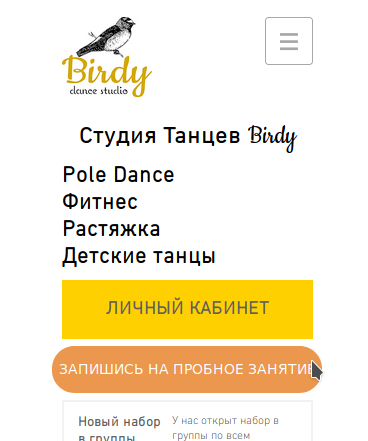 Birdy
dance studio
Студия Танцев Birdy
Pole Dance
Фитнес
Растяжка
Детские танцы
ЛИЧНЫЙ КАБИНЕТ
ЗАПИШИСЬ НА ПРОБНОЕ ЗАНЯТИЕ
Новый набор
в группы
У нас открыт набор в
группы по всем